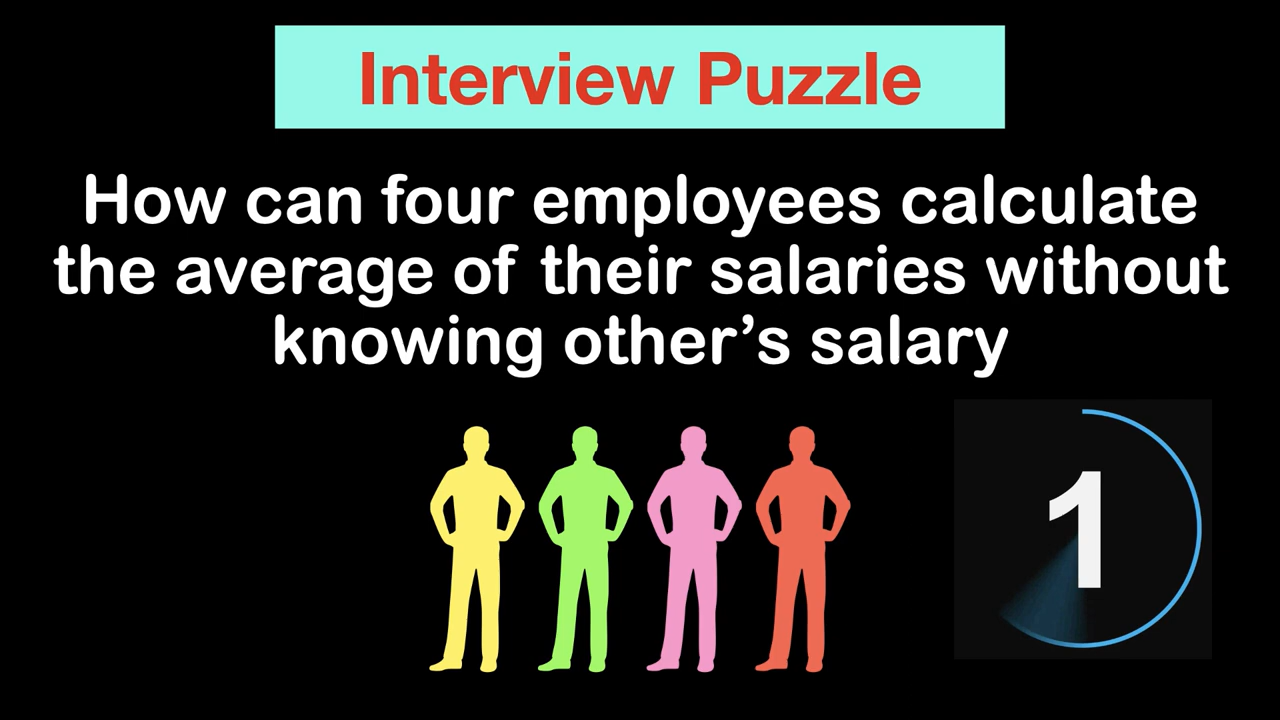 Interview Puzzle
How can four employees calculate
the average of their salaries without
knowing other’s salary
1